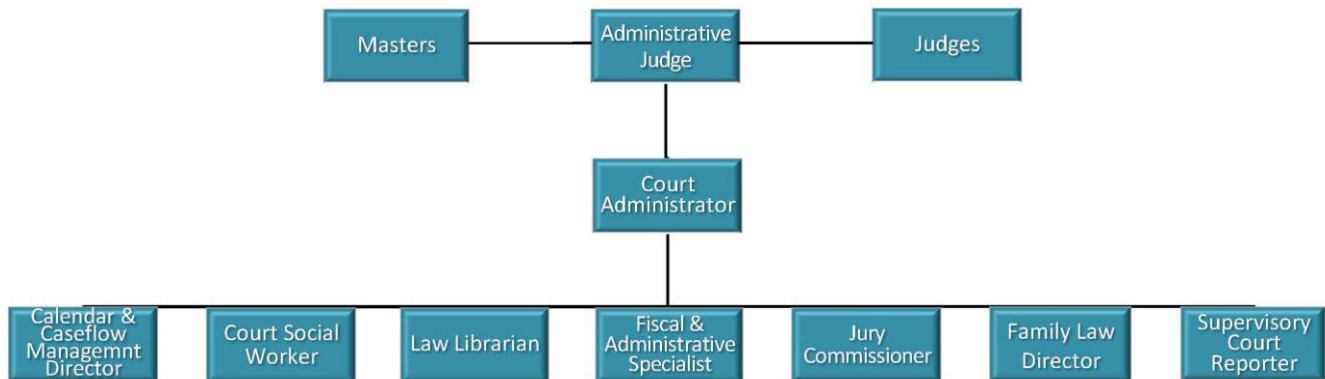 Masters
Administrative
Judge
Judges
Court
Administrator
Calendar &
Caseflow
Managemnt
Director
Court Social
Worker
Law Librarian
Fiscal &
Administrative
Specialist
Jury
Commissioner
Family Law
Director
Supervisory
Court
Reporter